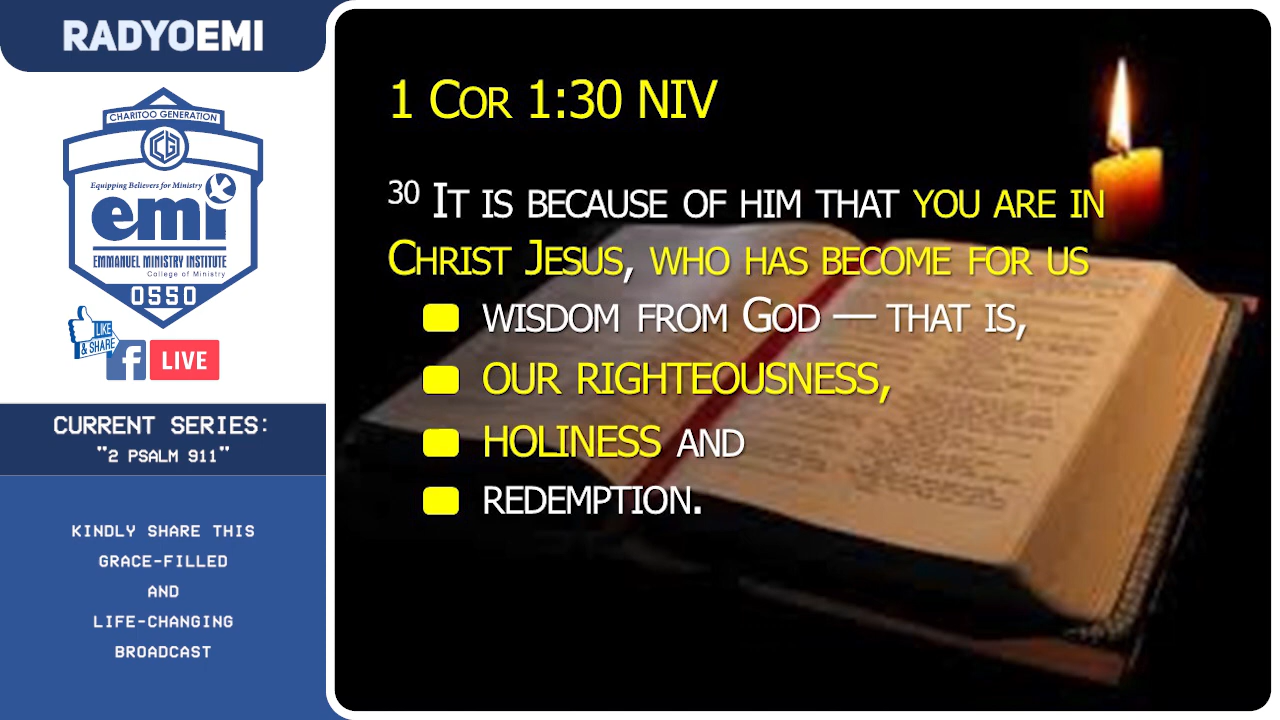 RADYOEMI
CHARITOO GENERATION
CG
Equipping Believers for Ministry
emi
EMMANUEL MINISTRY INSTITUTE
College of Ministry
0550
LIKE
& SHARE
f LIVE
CURRENT SERIES:
"2 PSALM 911"
KINDLY SHARE THIS
GRACE-FILLED
AND
LIFE-CHANGING
BROADCAST
1 COR 1:30 NIV
30 IT IS BECAUSE OF HIM THAT YOU ARE IN
CHRIST JESUS, WHO HAS BECOME FOR US
WISDOM FROM GOD — THAT IS,
OUR RIGHTEOUSNESS,
HOLINESS AND
REDEMPTION.